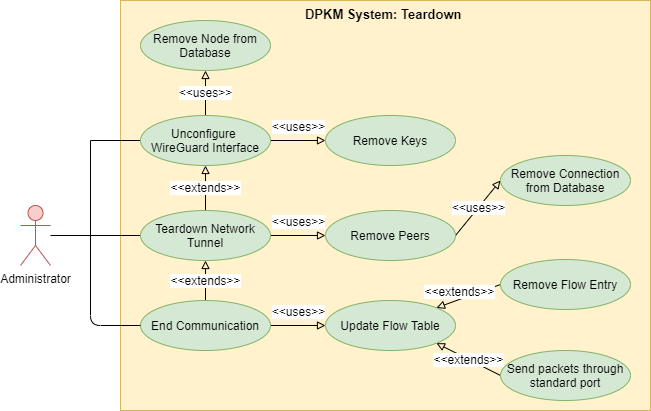 DPKM System: Teardown
Remove Node from
Database
<<uses>>
Unconfigure
WireGuard Interface
<<uses>>
Remove Keys
<<extends>>
Remove Connection
from Database
<<uses>>
Administrator
Teardown Network
Tunnel
<<uses>>
Remove Peers
<<extends>>
Remove Flow Entry
<<extends>>
End Communication
<<uses>>
Update Flow Table
<<extends>>
Send packets through
standard port